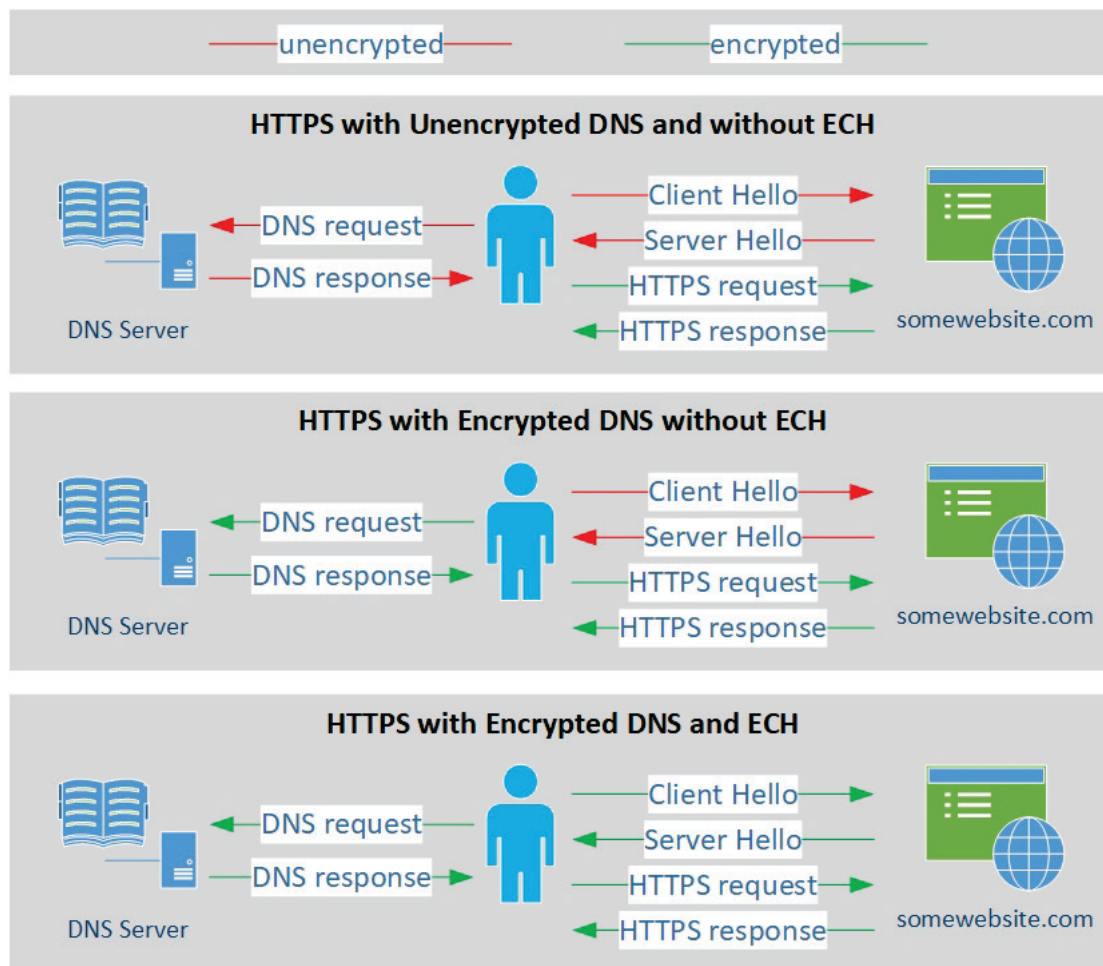 unencrypted encrypted
HTTPS with Unencrypted DNS and without ECH
Client Hello
DNS request
Server Hello
DNS response
HTTPS request
HTTPS response
DNS Server
somewebsite.com
HTTPS with Encrypted DNS without ECH
Client Hello
DNS request
Server Hello
DNS response
HTTPS request
HTTPS response
DNS Server
somewebsite.com
HTTPS with Encrypted DNS and ECH
Client Hello
DNS request
Server Hello
DNS response
HTTPS request
HTTPS response
DNS Server
somewebsite.com